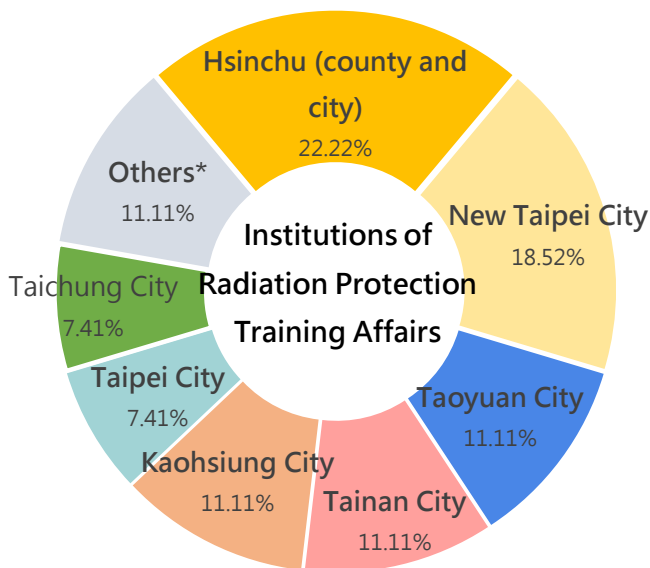 Hsinchu (county and
city)
22.22%
New Taipei City
18.52%
Taoyuan City
11.11%
Tainan City
11.11%
Kaohsiung City
11.11%
Taipei City
7.41%
Taichung City
7.41%
Others*
11.11%
Institutions of
Radiation Protection
Training Affairs